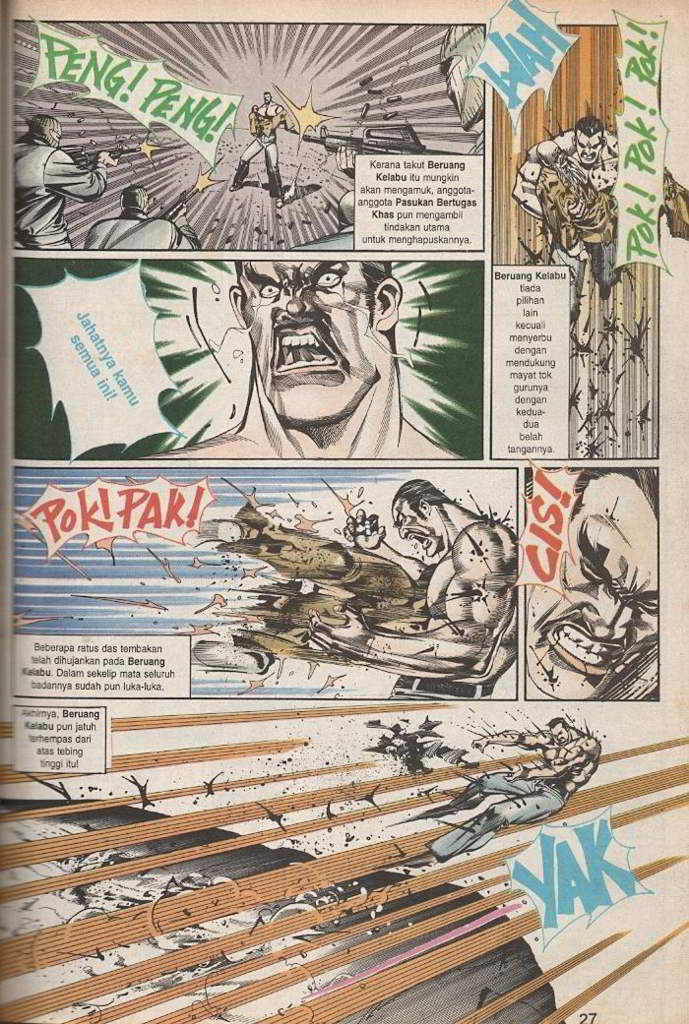 PENG! PENG!
Kerana takut Beruang
Kelabu itu mungkin
akan mengamuk, anggota-
anggota Pasukan Bertugas
Khas pun mengambil
tindakan utama
untuk menghapuskannya.
WAH
Pok! Pok! Pok!
Beruang Kelabu
tiada
pilihan
lain
kecuali
menyerbu
dengan
mendukung
mayat tok
gurunya
dengan
kedua-
dua
belah
tangannya.
Jahatnya kamu
semua ini!
POK! PAK!
Beberapa ratus das tembakan
telah dihujankan pada Beruang
Kelabu. Dalam sekelip mata seluruh
badannya sudah pun luka-luka.
CIS!
Akhirnya, Beruang
Kelabu pun jatuh
terhempas dari
atas tebing
tinggi itu!
YAK
27